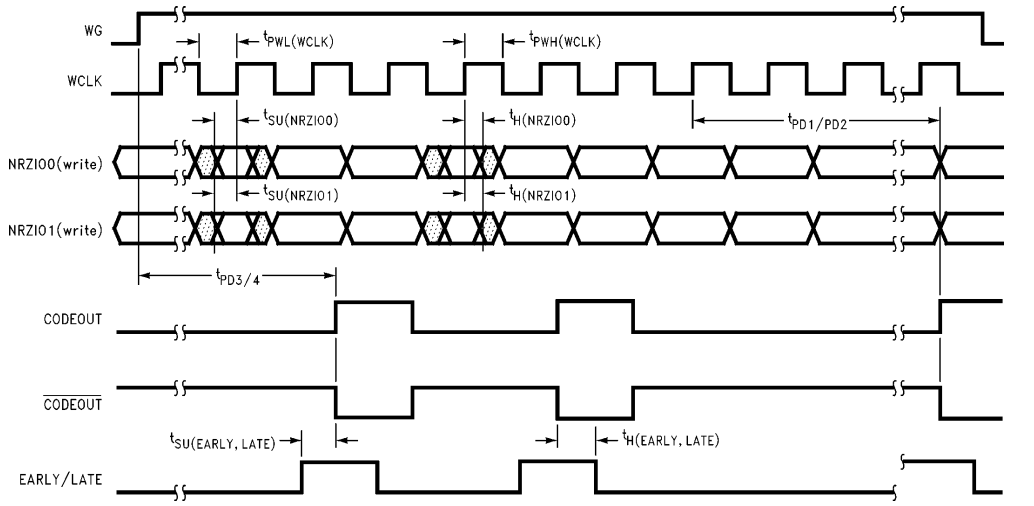 WG
tPWL(WCLK)
tPWH(WCLK)
WCLK
tSU(NRZIO0)
tH(NRZIO0)
tPD1/PD2
NRZIO0(write)
tSU(NRZIO1)
tH(NRZIO1)
NRZIO1(write)
tPD3/4
CODEOUT
CODEOUT
tSU(EARLY, LATE)
tH(EARLY, LATE)
EARLY/LATE